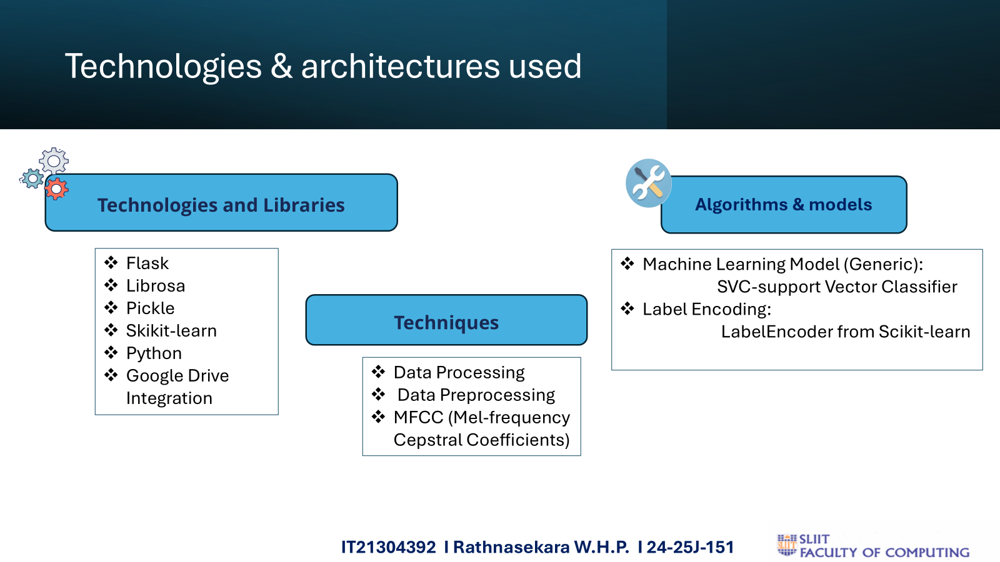 Technologies & architectures used
Technologies and Libraries
❖ Flask
❖ Librosa
❖ Pickle
❖ Skikit-learn
❖ Python
❖ Google Drive
Integration
Techniques
❖ Data Processing
❖ Data Preprocessing
❖ MFCC (Mel-frequency
Cepstral Coefficients)
Algorithms & models
❖ Machine Learning Model (Generic):
SVC-support Vector Classifier
❖ Label Encoding:
LabelEncoder from Scikit-learn
IT21304392 I Rathnasekara W.H.P. I 24-25J-151
SLIIT
SLIIT
FACULTY OF COMPUTING